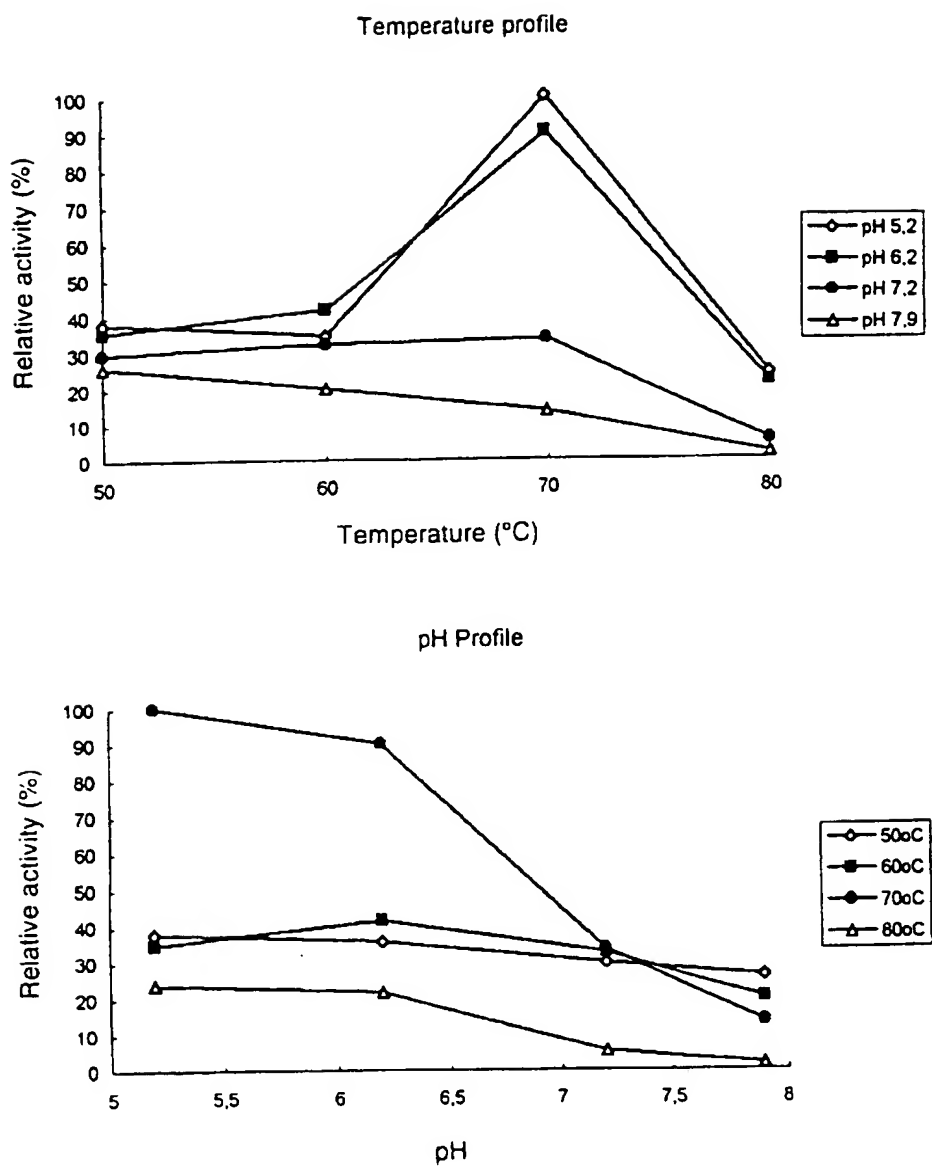 Temperature profile
100
90
80
70
60
50
40
30
20
10
0
Relative activity (%)
50
60
70
80
Temperature (°C)
pH 5,2
pH 6,2
pH 7,2
pH 7,9
pH Profile
100
90
80
70
60
50
40
30
20
10
0
Relative activity (%)
5
5,5
6
6,5
7
7,5
8
pH
50oC
60oC
70oC
80oC